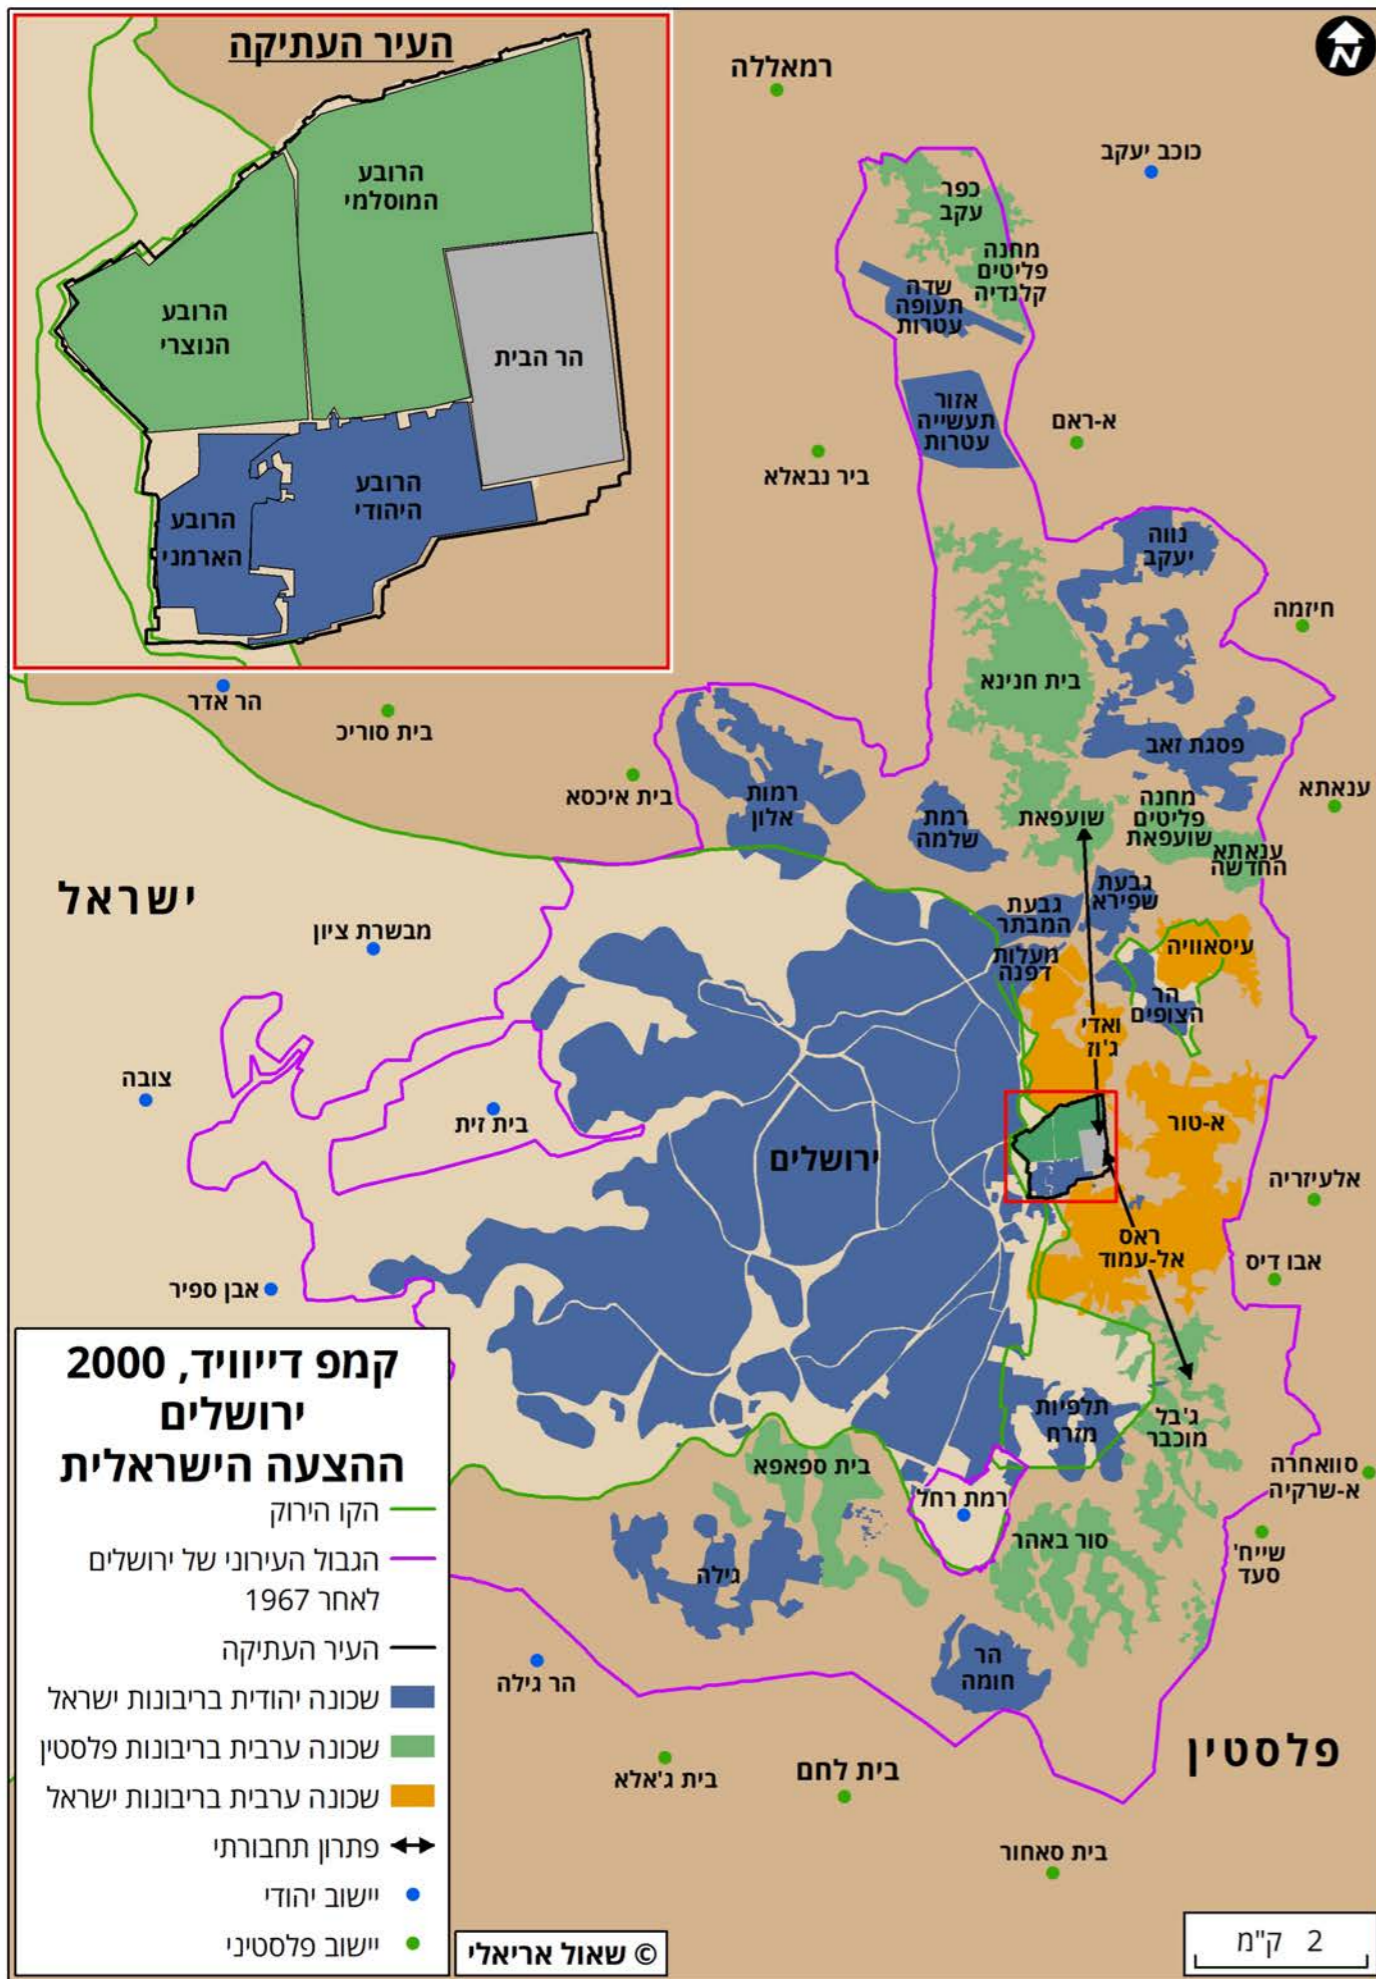 העיר העתיקה
הרובע
המוסלמי
הרובע
הנוצרי
הר הבית
הרובע
היהודי
הרובע
הארמני
N
רמאללה
כוכב יעקב
כפר
עקב
מחנה
פליטים
קלנדיה
שדה
תעופה
עטרות
אזור
תעשייה
עטרות
א-ראם
ביר נבאלא
נווה
יעקב
חיזמה
בית חנינא
הר אדר
בית סוריכ
פסגת זאב
בית איכסא
רמות
אלון
רמת
שלמה
שועפאת
מחנה
פליטים
שועפאת
ענאתא
ענאתא
החדשה
ישראל
מבשרת ציון
גבעת
שפירא
גבעת
המבתר
מעלות
דפנה
עיסאוויה
הר
הצופים
ואדי
ג'וז
צובה
בית זית
ירושלים
א-טור
אלעיזריה
ראס
אל-עמוד
אבו דיס
אבן ספיר
תלפיות
מזרח
ג'בל
מוכבר
סוואחרה
א-שרקיה
בית ספאפא
רמת רחל
סור באהר
שייח'
סעד
גילה
הר
חומה
הר גילה
פלסטין
בית ג'אלא
בית לחם
בית סאחור
קמפ דייוויד, 2000
ירושלים
ההצעה הישראלית
הקו הירוק
הגבול העירוני של ירושלים
לאחר 1967
העיר העתיקה
שכונה יהודית בריבונות ישראל
שכונה ערבית בריבונות פלסטין
שכונה ערבית בריבונות ישראל
פתרון תחבורתי
יישוב יהודי
יישוב פלסטיני
© שאול אריאלי
2 ק"מ